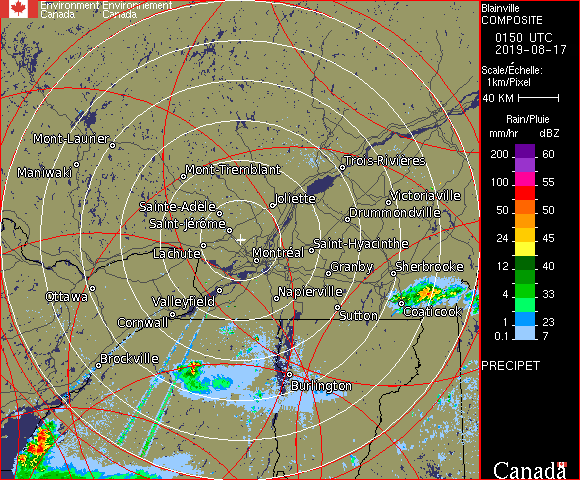 Environment Environnement
Canada Canada
Blainville
COMPOSITE
0150 UTC
2019-08-17
Scale/Échelle:
1km/Pixel
40 KM
Rain/Pluie
mm/hr dBZ
200 60
100 55
50 50
24 45
12 40
4 33
1 23
0.1 7
PRECIPET
Canada
Mont-Laurier
Maniwaki
Mont-Tremblant
Trois-Rivières
Sainte-Adèle
Joliette
Victoriaville
Saint-Jérôme
Drummondville
Lachute
Montréal
Saint-Hyacinthe
Granby
Sherbrooke
Ottawa
Valleyfield
Napierville
Coaticook
Cornwall
Sutton
Brockville
Burlington